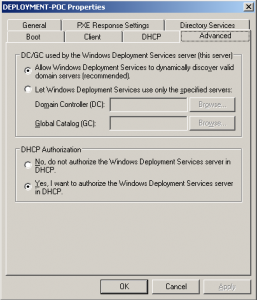 DEPLOYMENT-POC Properties
General
PXE Response Settings
Directory Services
Boot
Client
DHCP
Advanced
DC/GC used by the Windows Deployment Services server (this server)
Allow Windows Deployment Services to dynamically discover valid
domain servers (recommended).
Let Windows Deployment Services use only the specified servers:
Domain Controller (DC):
Browse...
Global Catalog (GC):
Browse...
DHCP Authorization
No, do not authorize the Windows Deployment Services server in
DHCP.
Yes, I want to authorize the Windows Deployment Services server
in DHCP.
OK
Cancel
Apply